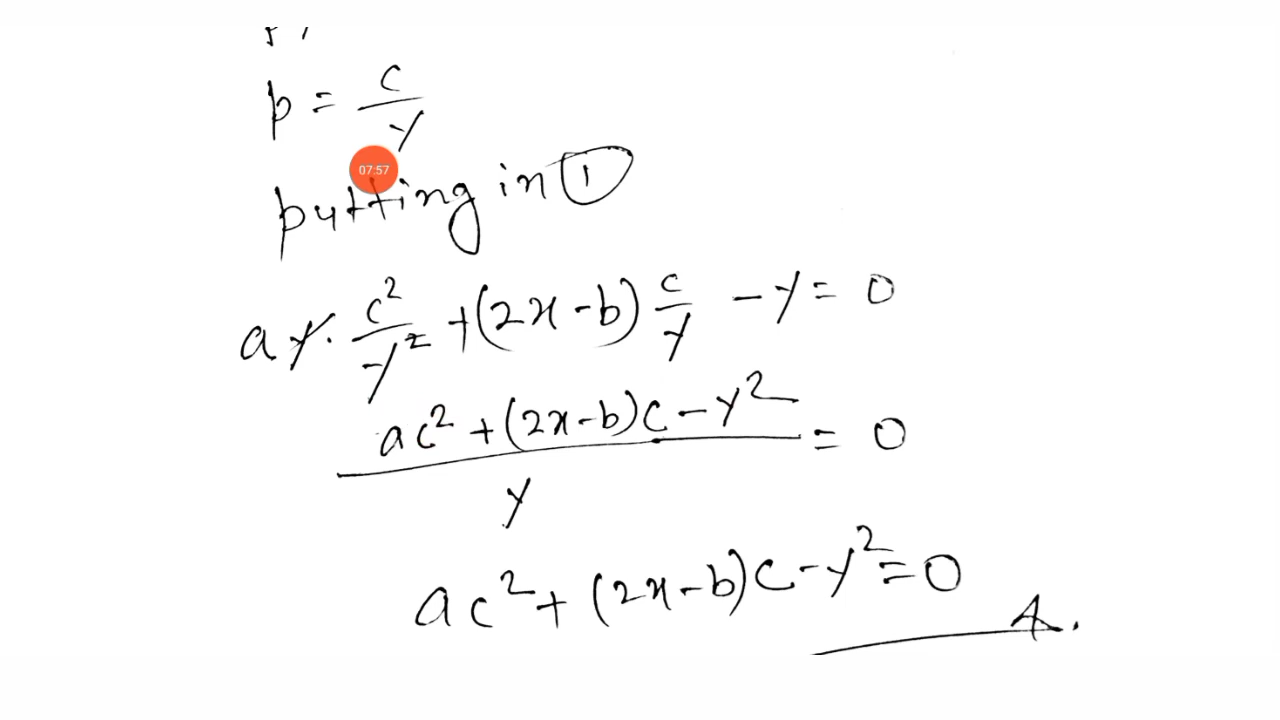 p = c/y
07:57
putting in ①
ay · c²/y² + (2x-b) c/y - y = 0
ac² + (2x-b)c - y² / y = 0
ac² + (2x-b)c - y² = 0
A.